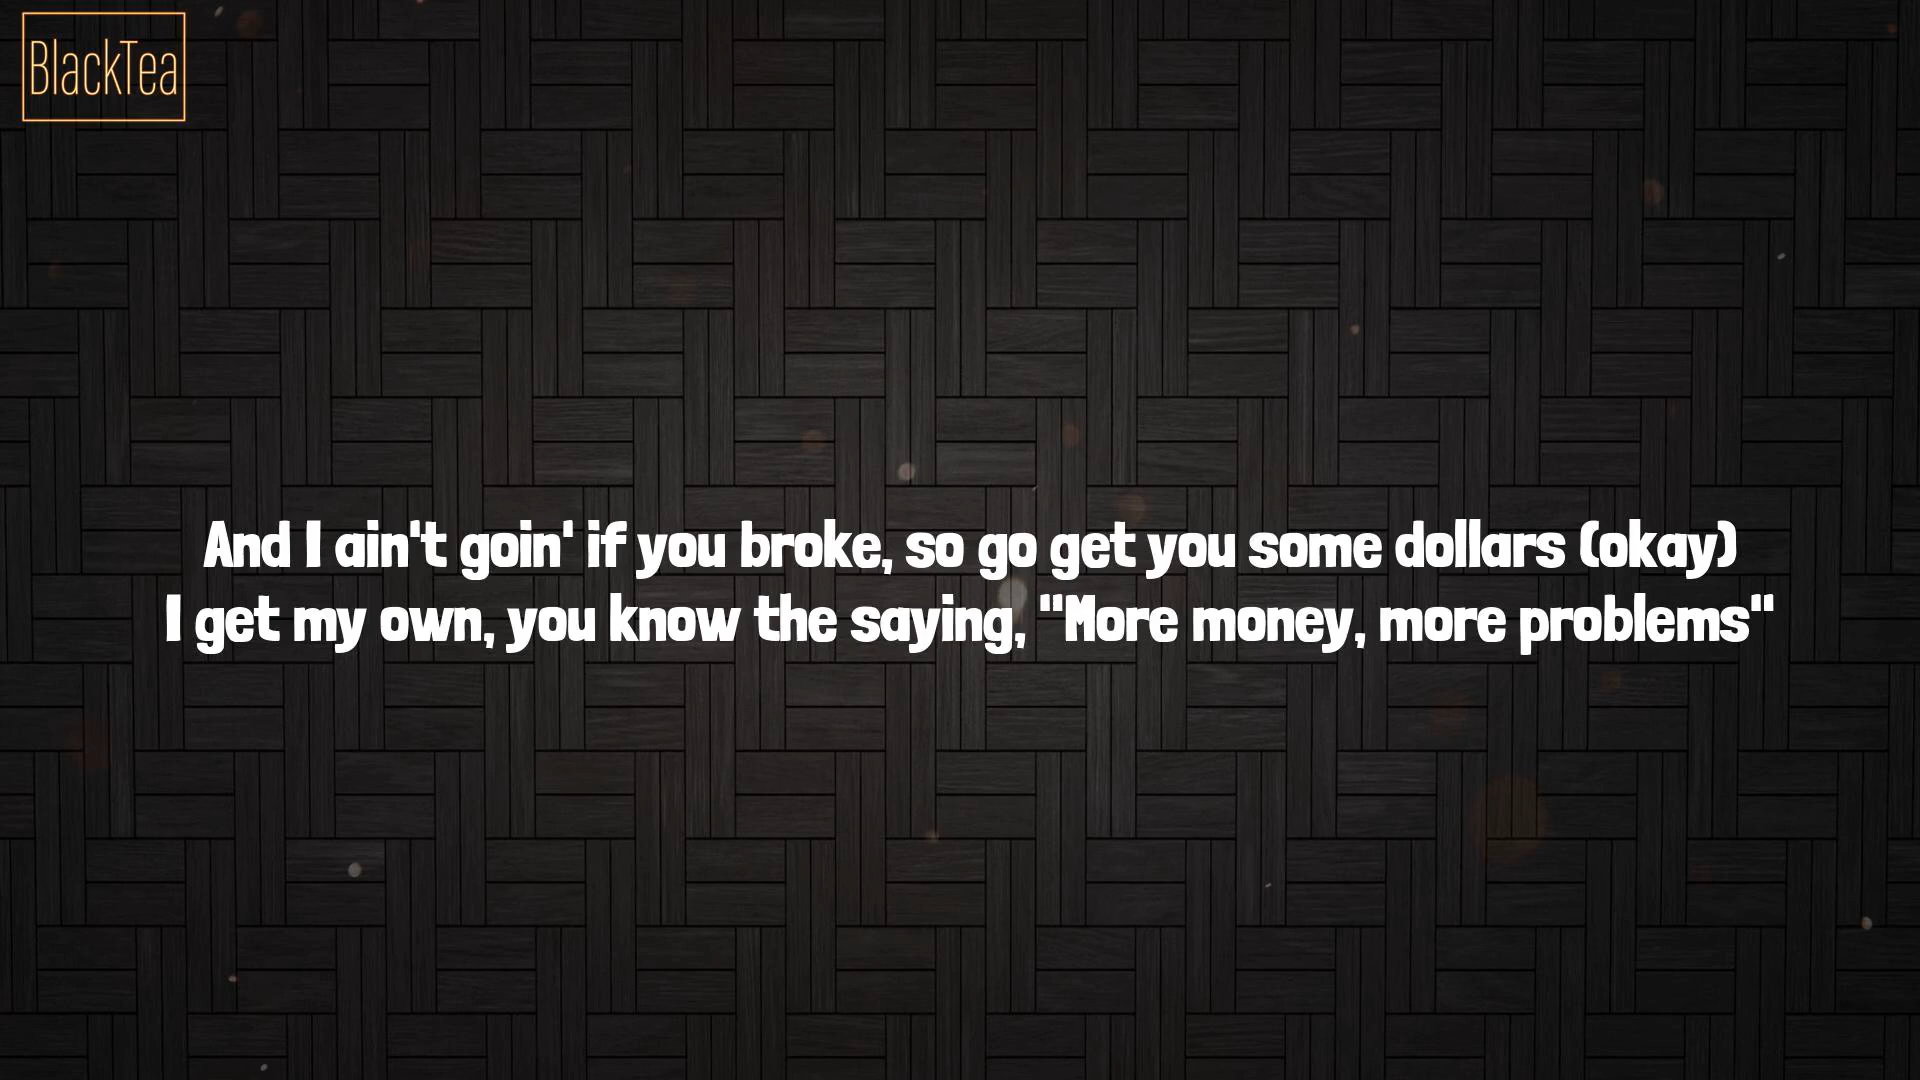 BlackTea
And I ain't goin' if you broke, so go get you some dollars (okay)
I get my own, you know the saying, "More money, more problems"